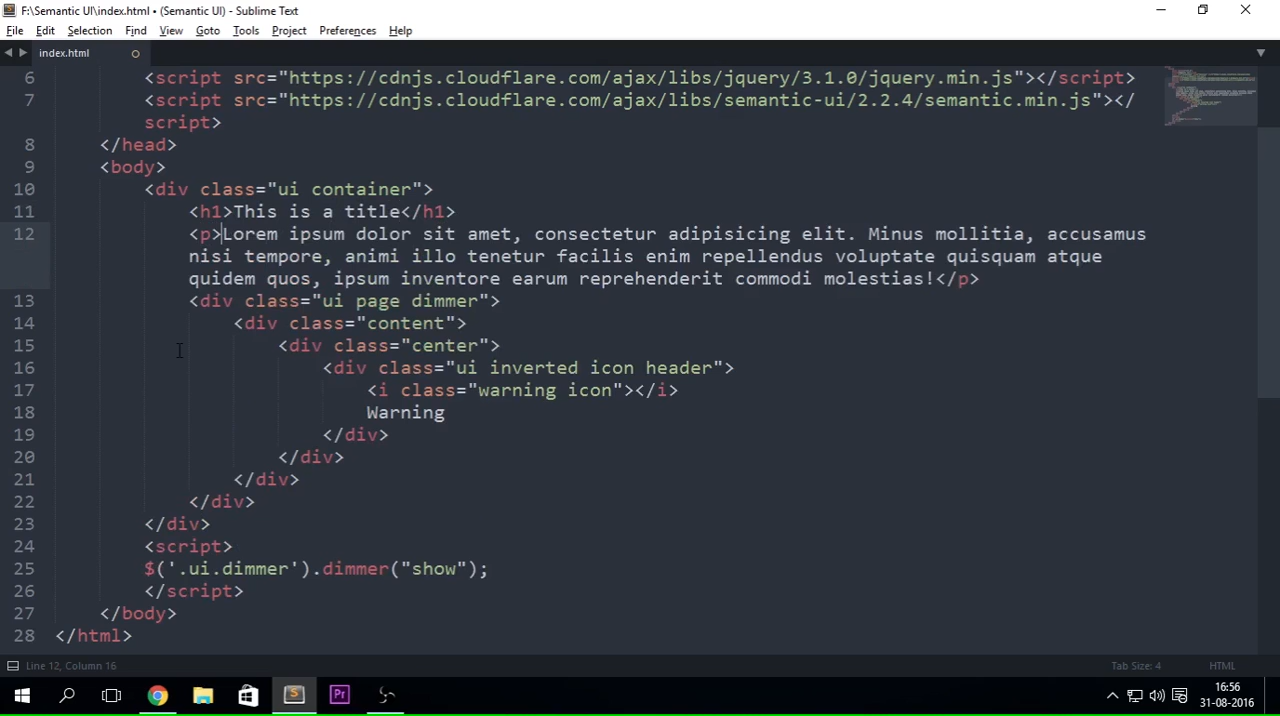 F:\Semantic UI\index.html • (Semantic UI) - Sublime Text
File Edit Selection Find View Goto Tools Project Preferences Help
index.html
6 <script src="https://cdnjs.cloudflare.com/ajax/libs/jquery/3.1.0/jquery.min.js"></script>
7 <script src="https://cdnjs.cloudflare.com/ajax/libs/semantic-ui/2.2.4/semantic.min.js"></
script>
8 </head>
9 <body>
10 <div class="ui container">
11 <h1>This is a title</h1>
12 <p>Lorem ipsum dolor sit amet, consectetur adipisicing elit. Minus mollitia, accusamus
nisi tempore, animi illo tenetur facilis enim repellendus voluptate quisquam atque
quidem quos, ipsum inventore earum reprehenderit commodi molestias!</p>
13 <div class="ui page dimmer">
14 <div class="content">
15 <div class="center">
16 <div class="ui inverted icon header">
17 <i class="warning icon"></i>
18 Warning
19 </div>
20 </div>
21 </div>
22 </div>
23 </div>
24 <script>
25 $('.ui.dimmer').dimmer("show");
26 </script>
27 </body>
28 </html>
Line 12, Column 16 Tab Size: 4 HTML
S Pr 16:56
31-08-2016